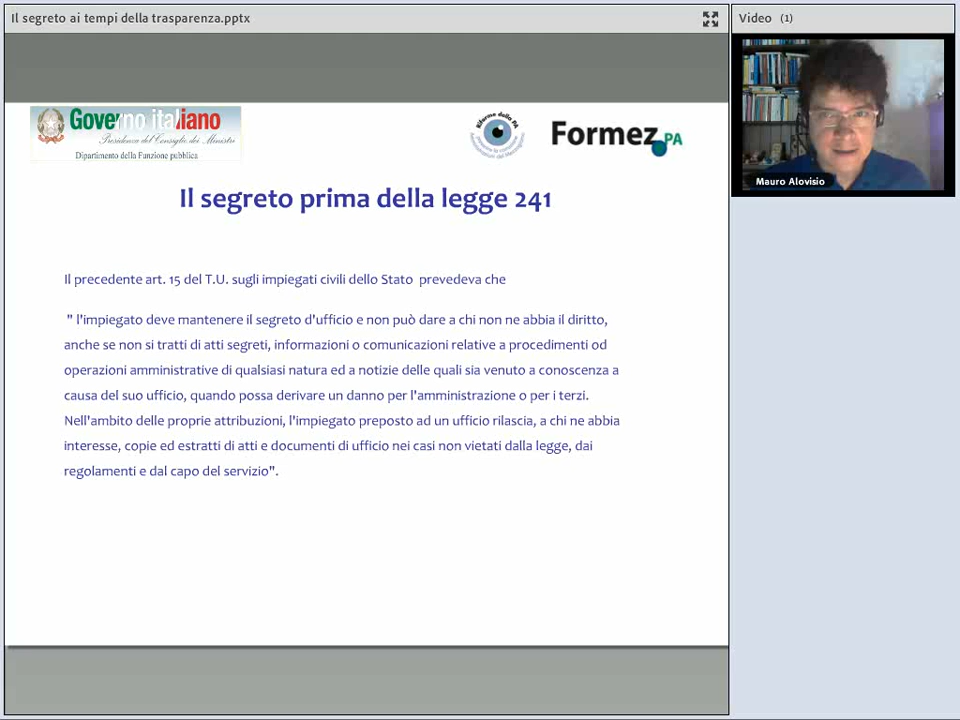 Il segreto ai tempi della trasparenza.pptx
Video (1)
Governo italiano
Presidenza del Consiglio dei Ministri
Dipartimento della Funzione pubblica
Riforme della PA
Formez PA
Mauro Alovisio
Il segreto prima della legge 241
Il precedente art. 15 del T.U. sugli impiegati civili dello Stato prevedeva che
" l'impiegato deve mantenere il segreto d'ufficio e non può dare a chi non ne abbia il diritto,
anche se non si tratti di atti segreti, informazioni o comunicazioni relative a procedimenti od
operazioni amministrative di qualsiasi natura ed a notizie delle quali sia venuto a conoscenza a
causa del suo ufficio, quando possa derivare un danno per l'amministrazione o per i terzi.
Nell'ambito delle proprie attribuzioni, l'impiegato preposto ad un ufficio rilascia, a chi ne abbia
interesse, copie ed estratti di atti e documenti di ufficio nei casi non vietati dalla legge, dai
regolamenti e dal capo del servizio".